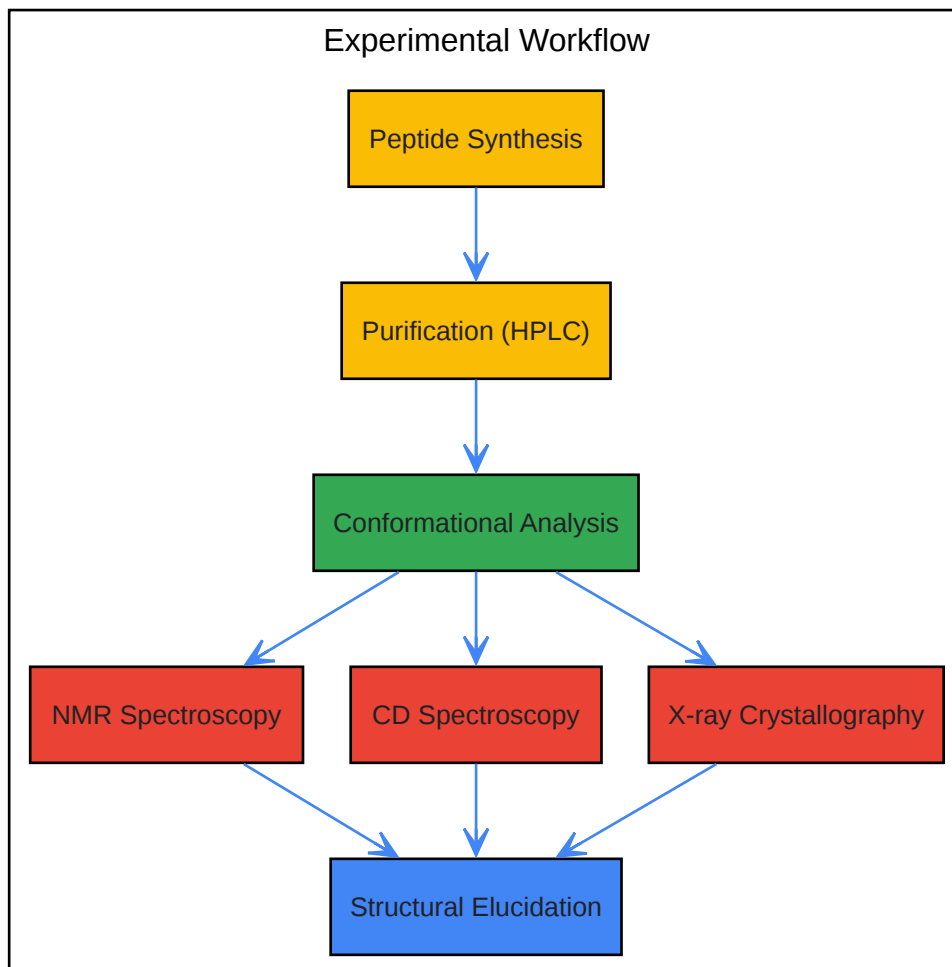 Experimental Workflow
Peptide Synthesis
Purification (HPLC)
Conformational Analysis
NMR Spectroscopy
CD Spectroscopy
X-ray Crystallography
Structural Elucidation